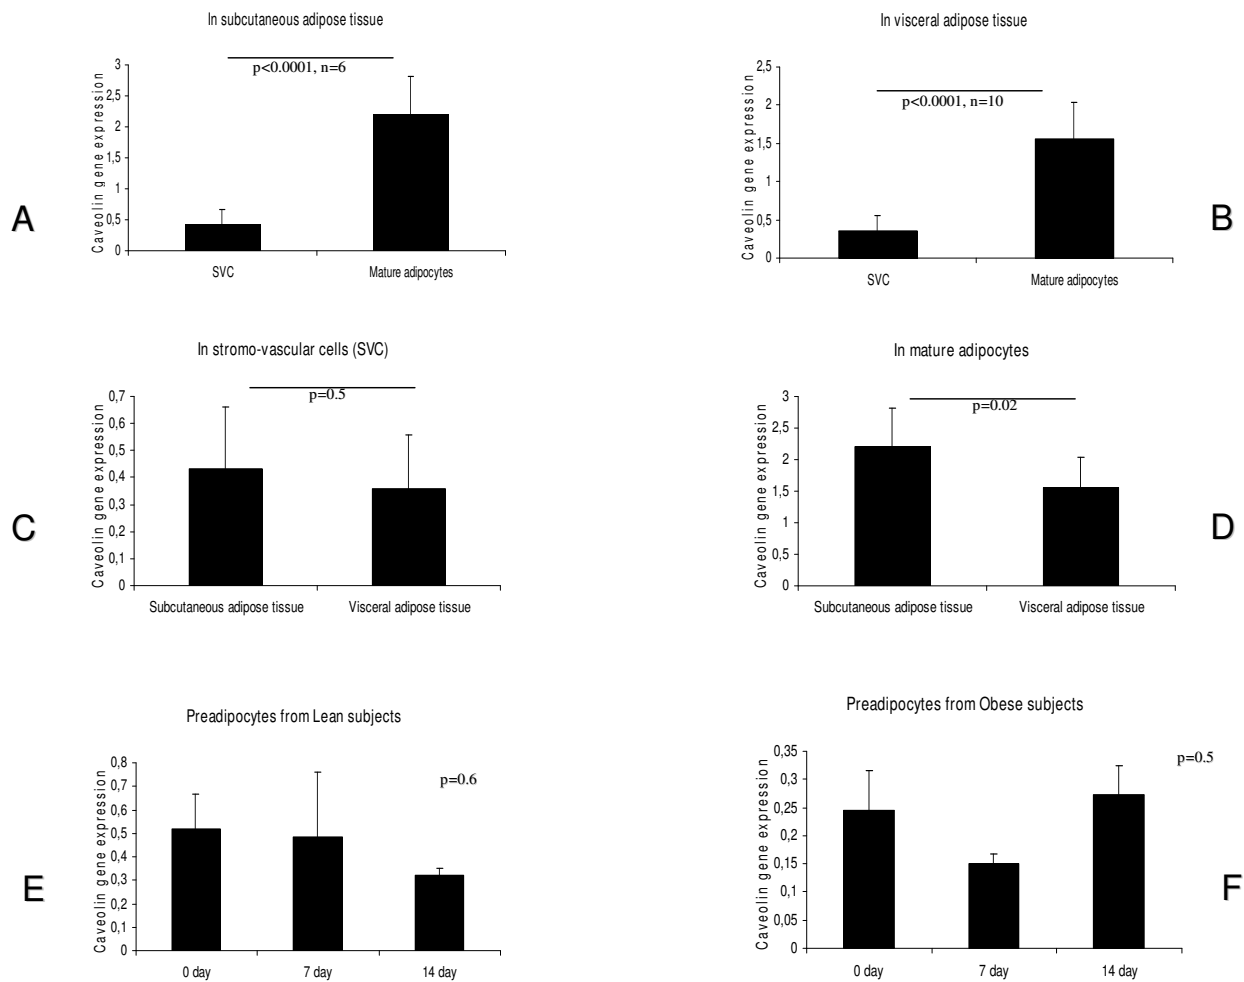 In subcutaneous adipose tissue
p<0.0001, n=6
Caveolin gene expression
3
2,5
2
1,5
1
0,5
0
SVC
Mature adipocytes
A
In visceral adipose tissue
p<0.0001, n=10
Caveolin gene expression
2,5
2
1,5
1
0,5
0
SVC
Mature adipocytes
B
In stromo-vascular cells (SVC)
p=0.5
Caveolin gene expression
0,7
0,6
0,5
0,4
0,3
0,2
0,1
0
Subcutaneous adipose tissue
Visceral adipose tissue
C
In mature adipocytes
p=0.02
Caveolin gene expression
3
2,5
2
1,5
1
0,5
0
Subcutaneous adipose tissue
Visceral adipose tissue
D
Preadipocytes from Lean subjects
p=0.6
Caveolin gene expression
0,8
0,7
0,6
0,5
0,4
0,3
0,2
0,1
0
0 day
7 day
14 day
E
Preadipocytes from Obese subjects
p=0.5
Caveolin gene expression
0,35
0,3
0,25
0,2
0,15
0,1
0,05
0
0 day
7 day
14 day
F